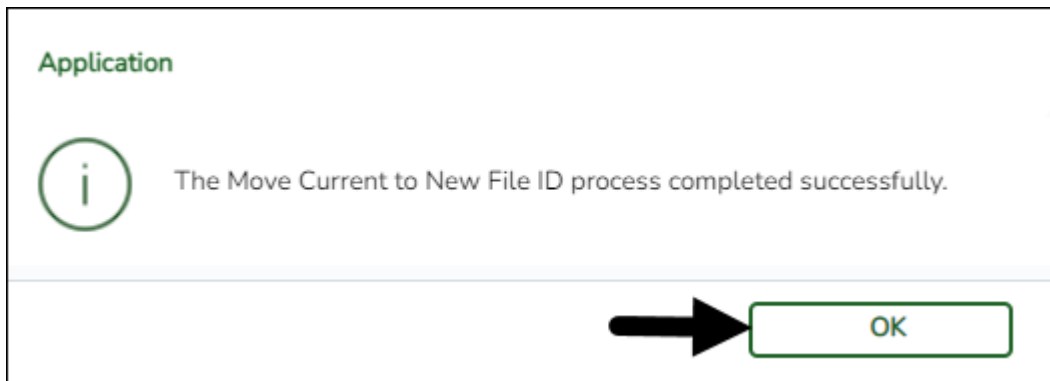 Application
i
The Move Current to New File ID process completed successfully.
OK